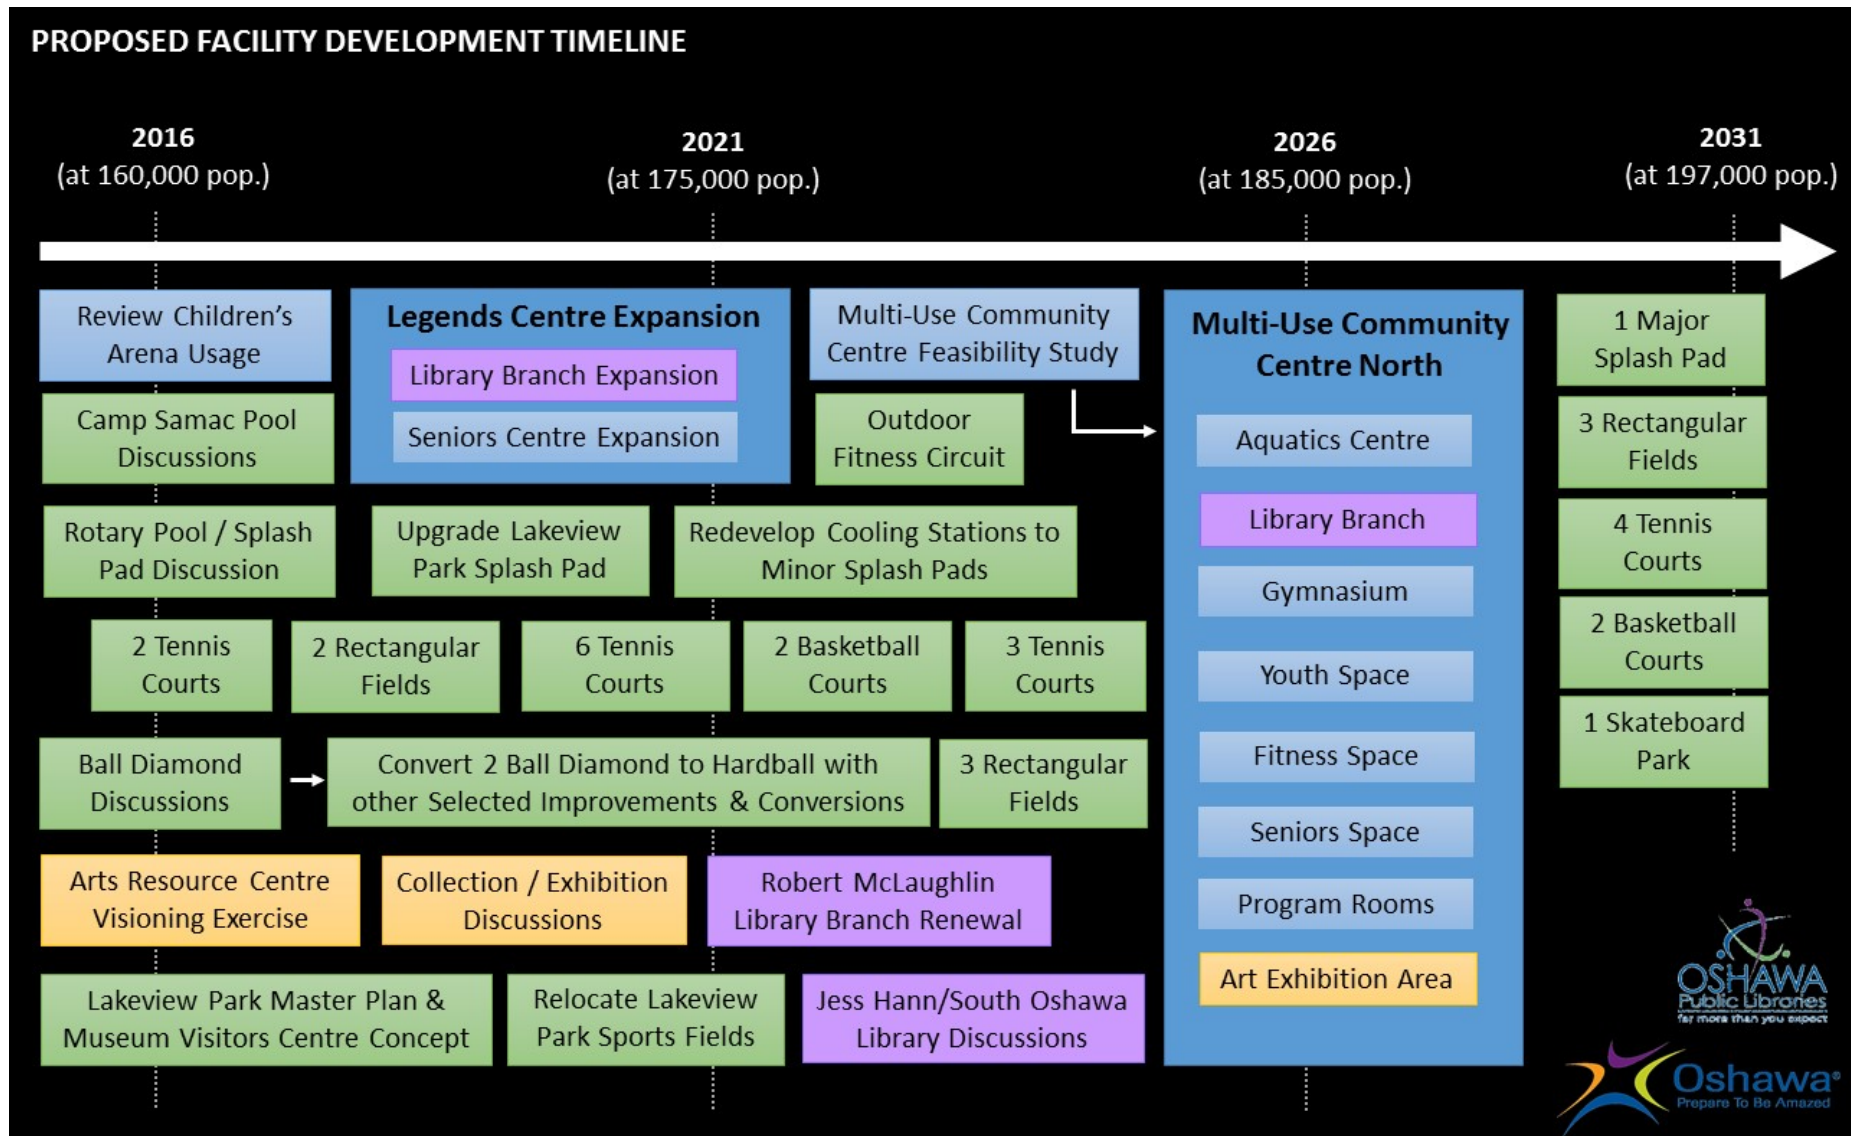 PROPOSED FACILITY DEVELOPMENT TIMELINE
2016
(at 160,000 pop.)
2021
(at 175,000 pop.)
2026
(at 185,000 pop.)
2031
(at 197,000 pop.)
Review Children's
Arena Usage
Legends Centre Expansion
Library Branch Expansion
Seniors Centre Expansion
Multi-Use Community
Centre Feasibility Study
Camp Samac Pool
Discussions
Outdoor
Fitness Circuit
Rotary Pool / Splash
Pad Discussion
Upgrade Lakeview
Park Splash Pad
Redevelop Cooling Stations to
Minor Splash Pads
2 Tennis
Courts
2 Rectangular
Fields
6 Tennis
Courts
2 Basketball
Courts
3 Tennis
Courts
Ball Diamond
Discussions
Convert 2 Ball Diamond to Hardball with
other Selected Improvements & Conversions
3 Rectangular
Fields
Arts Resource Centre
Visioning Exercise
Collection / Exhibition
Discussions
Robert McLaughlin
Library Branch Renewal
Lakeview Park Master Plan &
Museum Visitors Centre Concept
Relocate Lakeview
Park Sports Fields
Jess Hann/South Oshawa
Library Discussions
Multi-Use Community
Centre North
Aquatics Centre
Library Branch
Gymnasium
Youth Space
Fitness Space
Seniors Space
Program Rooms
Art Exhibition Area
1 Major
Splash Pad
3 Rectangular
Fields
4 Tennis
Courts
2 Basketball
Courts
1 Skateboard
Park
OSHAWA
Public Libraries
far more than you expect
Oshawa®
Prepare To Be Amazed